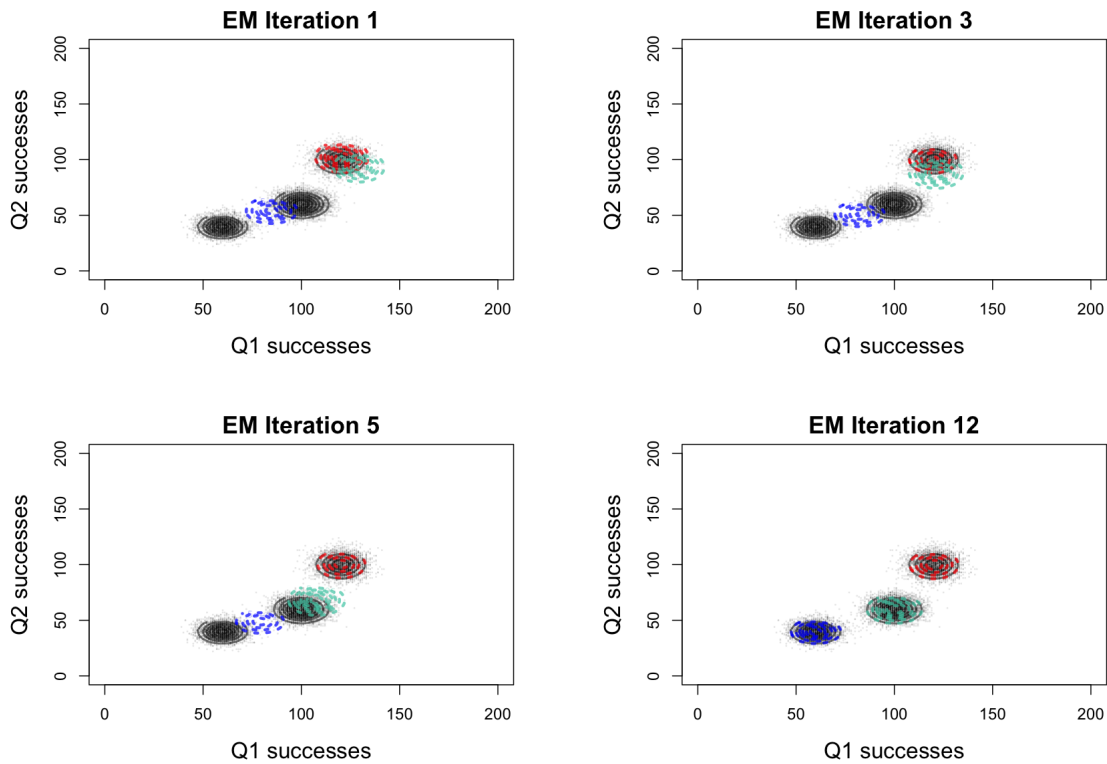 EM Iteration 1
Q2 successes
200
150
100
50
0
0 50 100 150 200
Q1 successes
EM Iteration 3
Q2 successes
200
150
100
50
0
0 50 100 150 200
Q1 successes
EM Iteration 5
Q2 successes
200
150
100
50
0
0 50 100 150 200
Q1 successes
EM Iteration 12
Q2 successes
200
150
100
50
0
0 50 100 150 200
Q1 successes